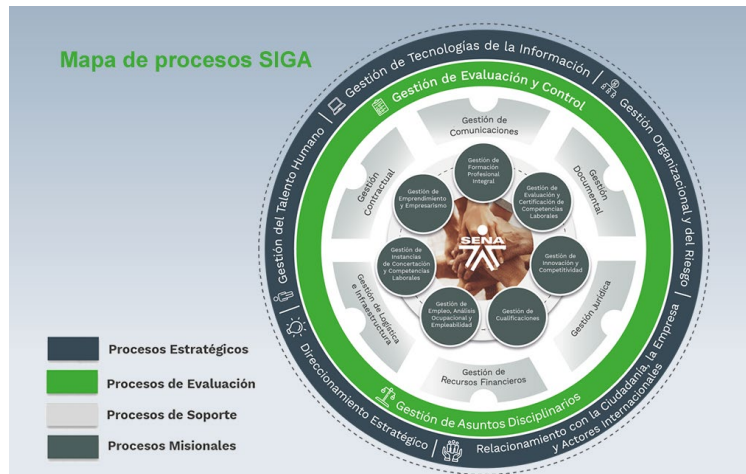 Mapa de procesos SIGA
Gestión de Tecnologías de la Información
Gestión Organizacional y del Riesgo
Relacionamiento con la Ciudadanía, la Empresa
y Actores Internacionales
Direccionamiento Estratégico
Gestión del Talento Humano
Gestión de Evaluación y Control
Gestión de Asuntos Disciplinarios
Gestión de
Comunicaciones
Gestión
Documental
Gestión Jurídica
Gestión de
Recursos Financieros
Gestión de Logística
e Infraestructura
Gestión
Contractual
Gestión de
Formación
Profesional
Integral
Gestión de
Evaluación y
Certificación de
Competencias
Laborales
Gestión de
Innovación y
Competitividad
Gestión de
Cualificaciones
Gestión de
Empleo, Análisis
Ocupacional y
Empleabilidad
Gestión de
Instancias
de Concertación
y Competencias
Laborales
Gestión de
Emprendimiento
y Empresarismo
SENA
Procesos Estratégicos
Procesos de Evaluación
Procesos de Soporte
Procesos Misionales